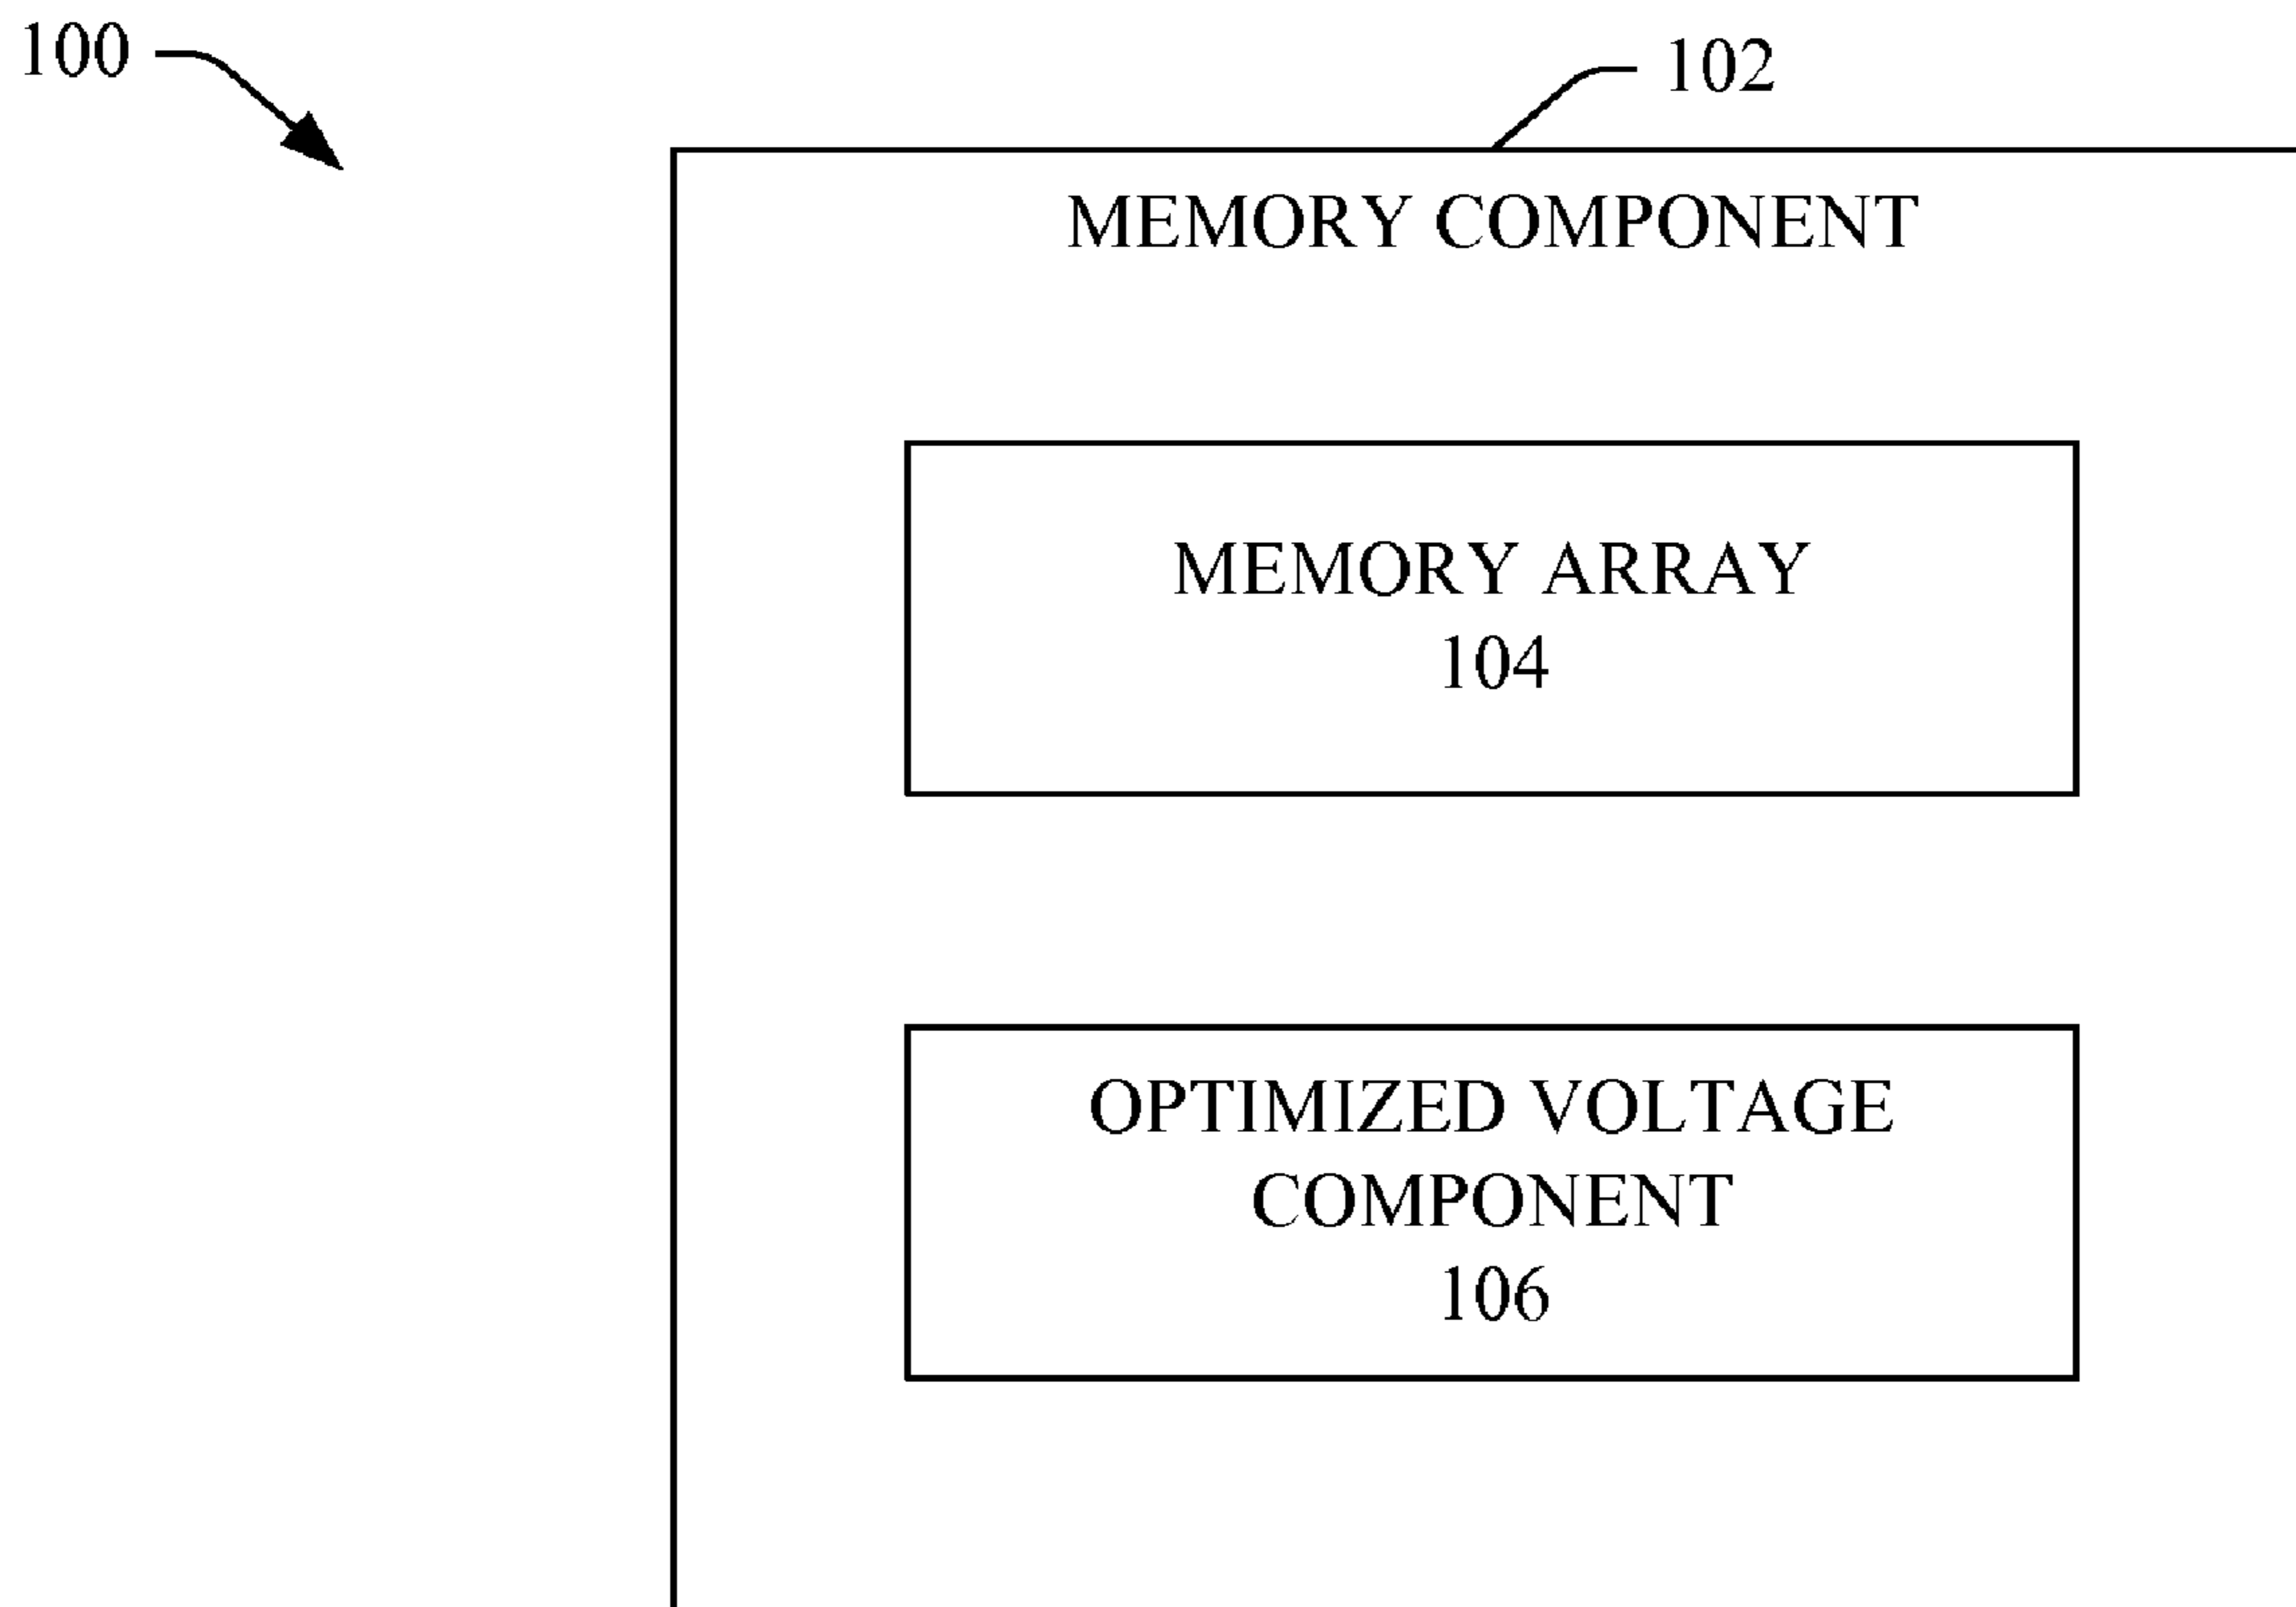 100
102
MEMORY COMPONENT
MEMORY ARRAY
104
OPTIMIZED VOLTAGE
COMPONENT
106